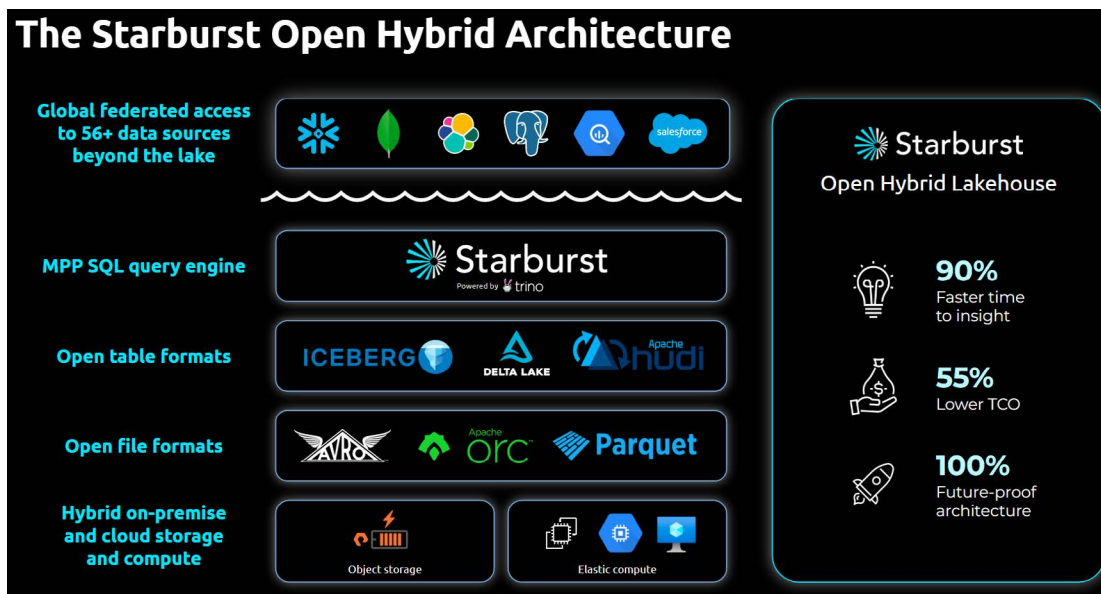 The Starburst Open Hybrid Architecture
Global federated access
to 56+ data sources
beyond the lake
salesforce
MPP SQL query engine
Starburst
Powered by trino
Open table formats
ICEBERG
DELTA LAKE
Apache
hudi
Open file formats
AVRO
Apache
orc™
Parquet
Hybrid on-premise
and cloud storage
and compute
Object storage
Elastic compute
Starburst
Open Hybrid Lakehouse
90%
Faster time
to insight
55%
Lower TCO
100%
Future-proof
architecture